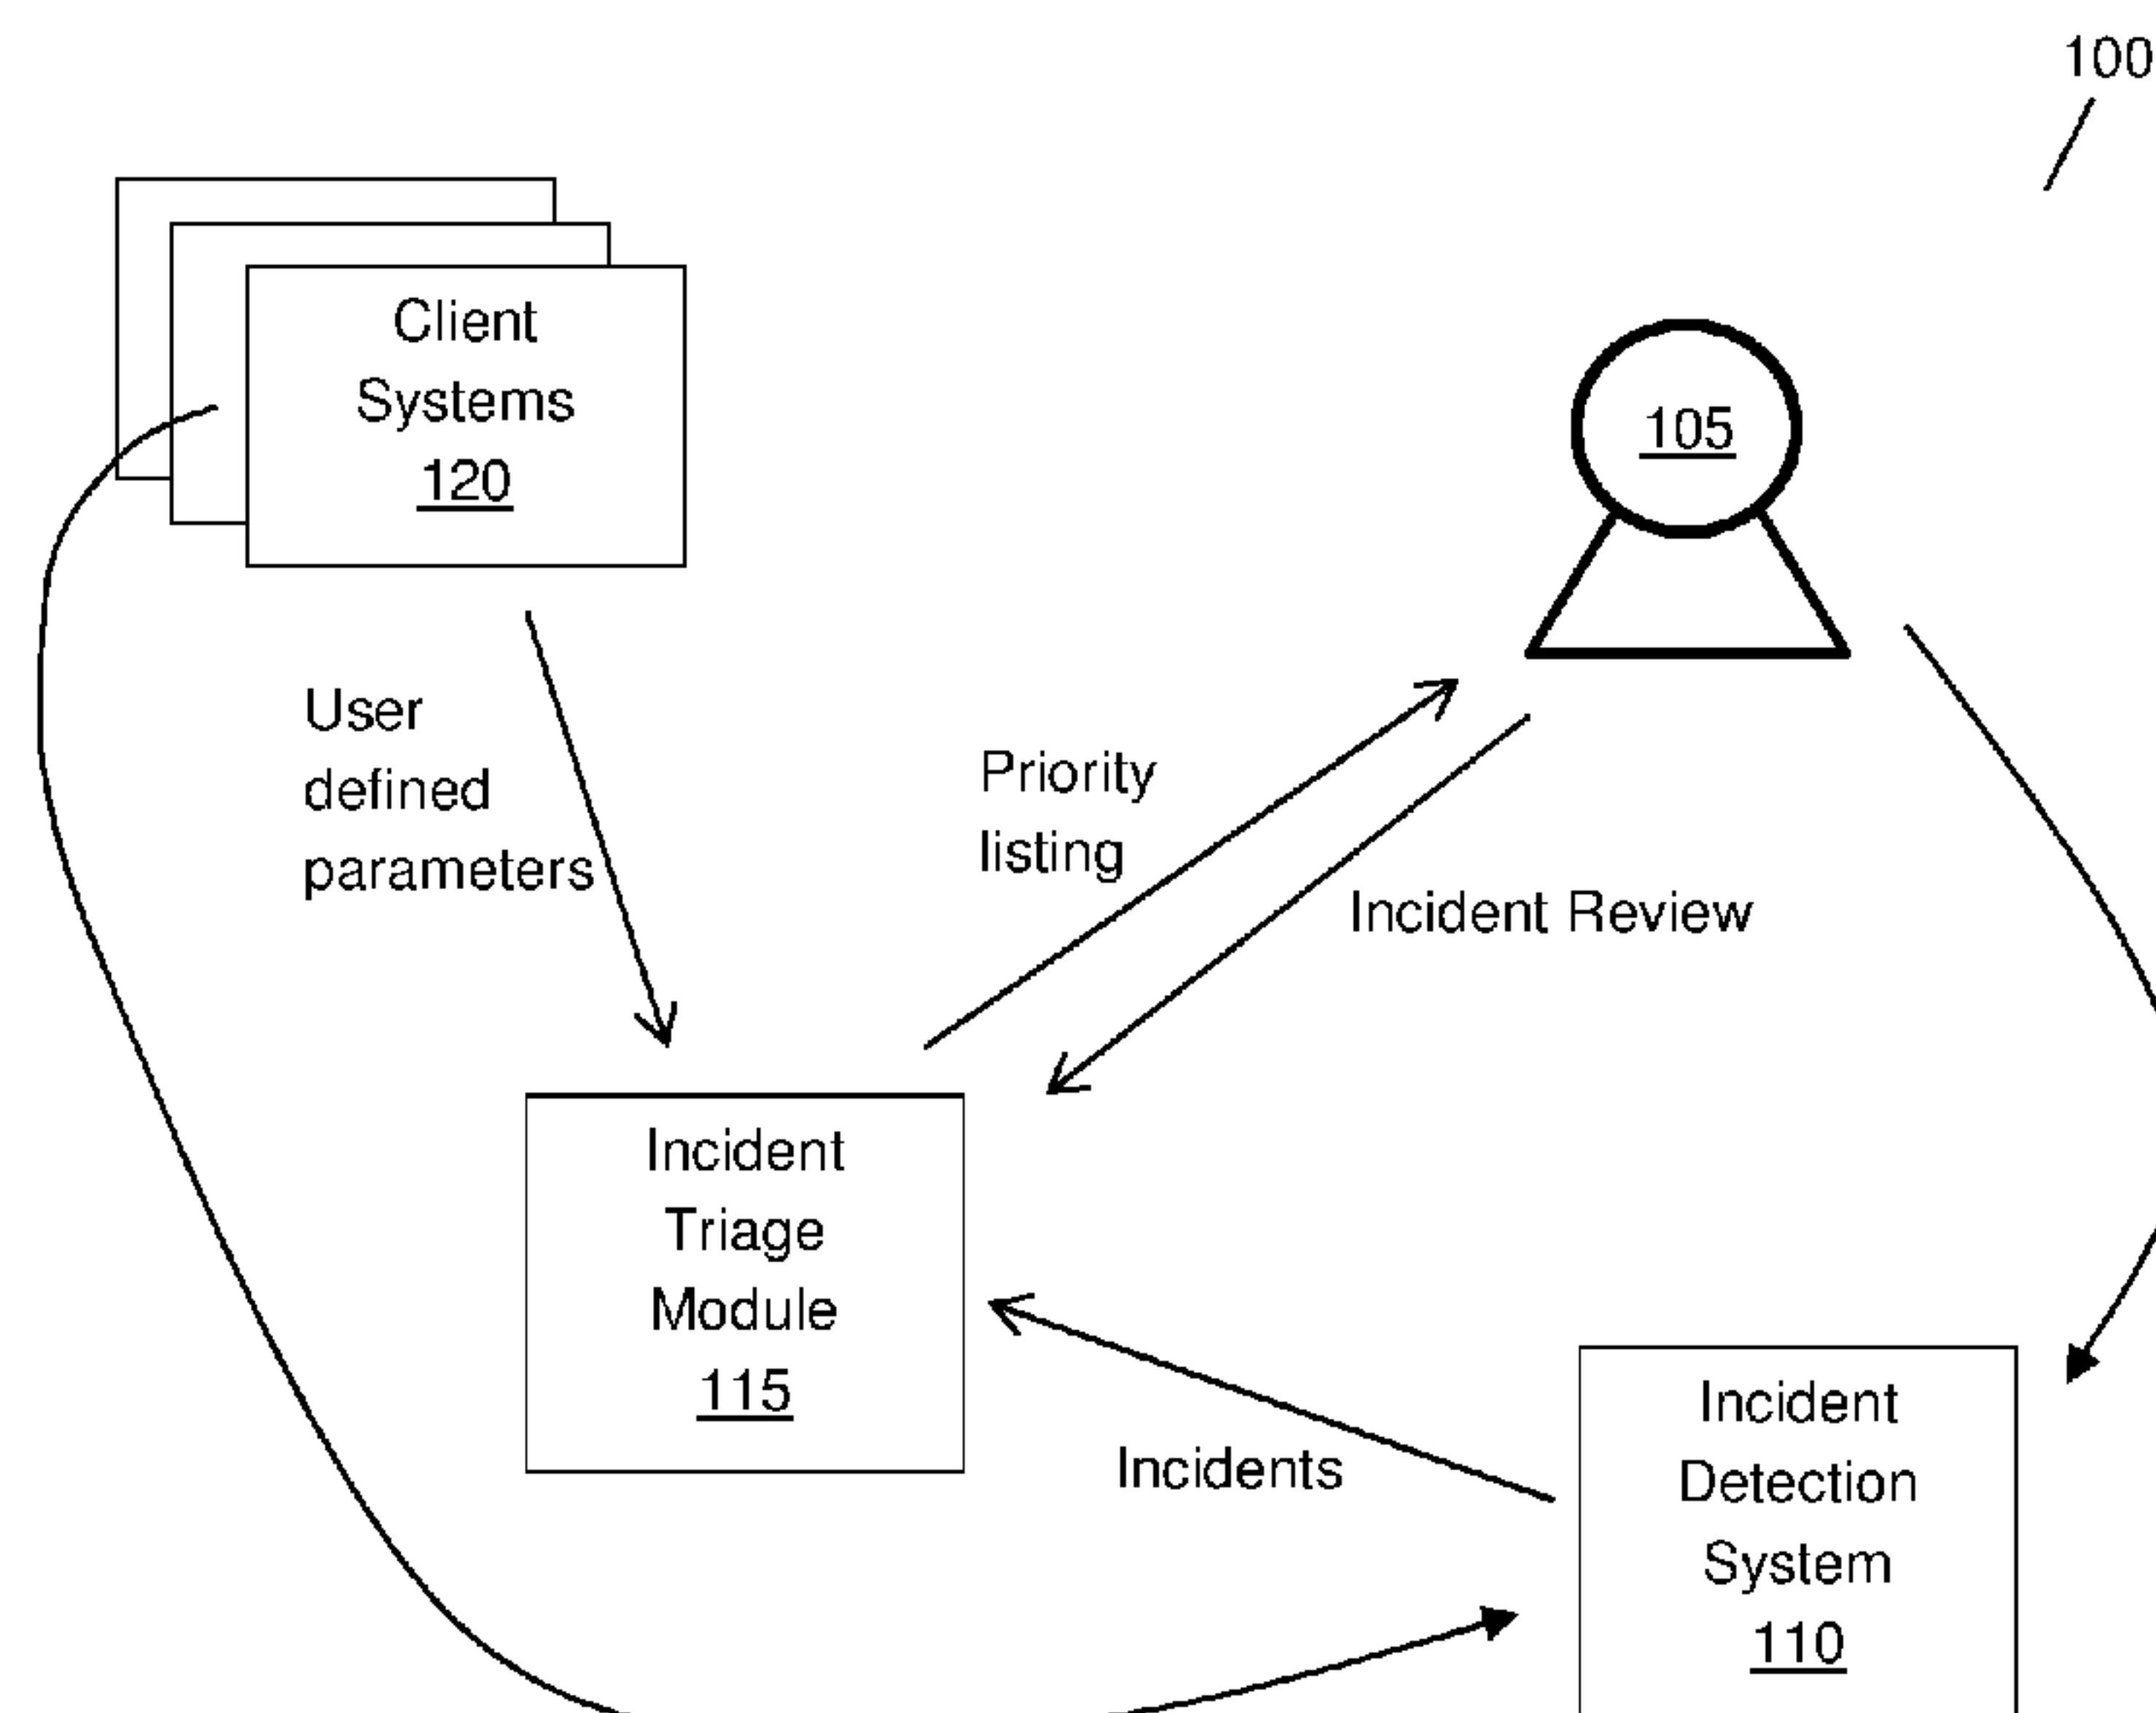 100
Client
Systems
120
105
User
defined
parameters
Priority
listing
Incident Review
Incident
Triage
Module
115
Incidents
Incident
Detection
System
110